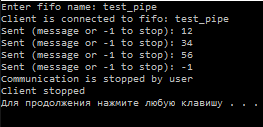 Enter fifo name: test_pipe
Client is connected to fifo: test_pipe
Sent (message or -1 to stop): 12
Sent (message or -1 to stop): 34
Sent (message or -1 to stop): 56
Sent (message or -1 to stop): -1
Communication is stopped by user
Client stopped
Для продолжения нажмите любую клавишу . . .